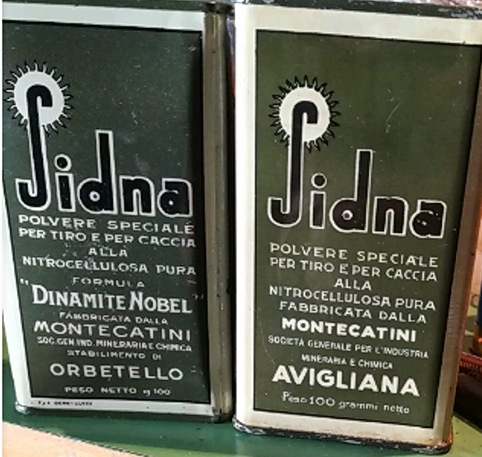 Sidna
POLVERE SPECIALE
PER TIRO E PER CACCIA
ALLA
NITROCELLULOSA PURA
FORMULA
"DINAMITE NOBEL"
FABBRICATA DALLA
MONTECATINI
SOC. GEN. IND. MINERARIA E CHIMICA
STABILIMENTO DI
ORBETELLO
PESO NETTO g 100
Sidna
POLVERE SPECIALE
PER TIRO E PER CACCIA
ALLA
NITROCELLULOSA PURA
FABBRICATA DALLA
MONTECATINI
SOCIETÀ GENERALE PER L'INDUSTRIA
MINERARIA E CHIMICA
AVIGLIANA
Peso 100 grammi netto